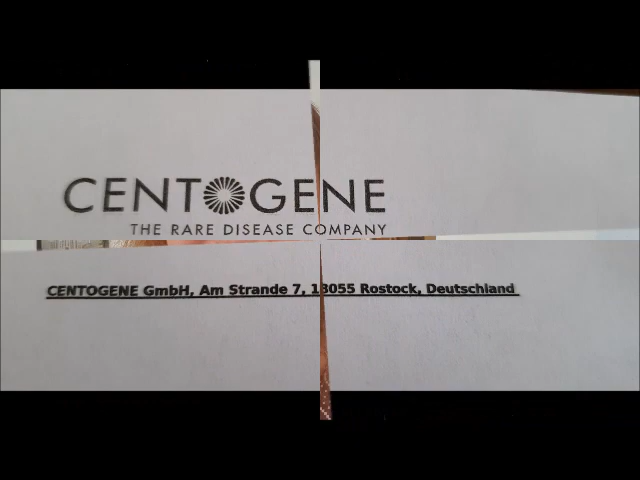 CENTOGENE
THE RARE DISEASE COMPANY
CENTOGENE GmbH, Am Strande 7, 18055 Rostock, Deutschland